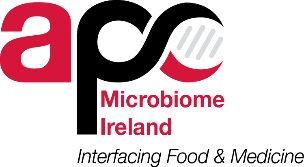 apc
Microbiome
Ireland
Interfacing Food & Medicine